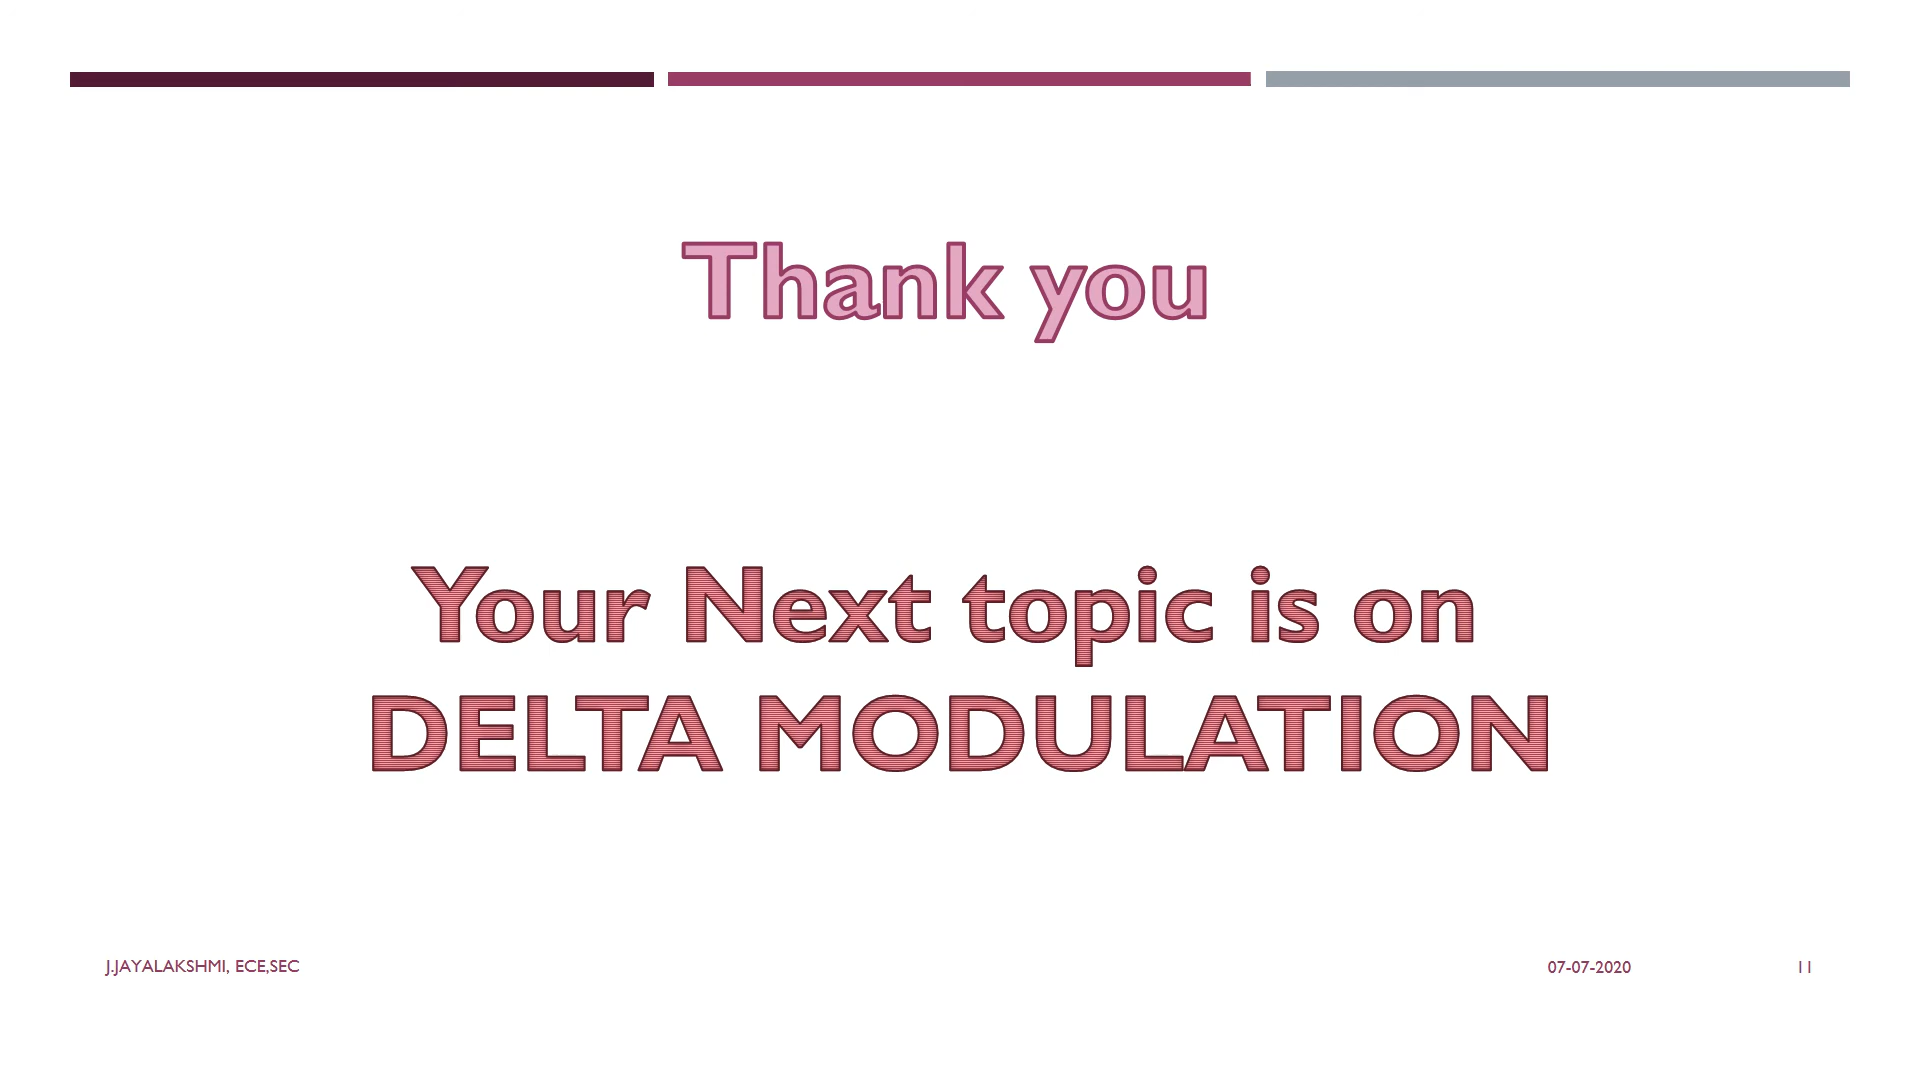 Thank you
Your Next topic is on
DELTA MODULATION
J.JAYALAKSHMI, ECE,SEC
07-07-2020
11